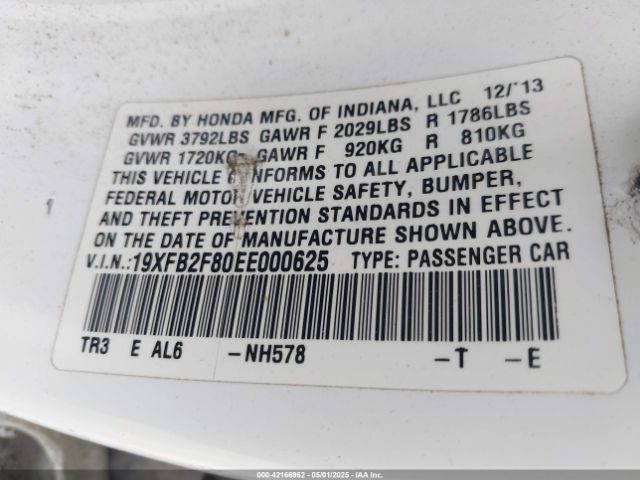 MFD. BY HONDA MFG. OF INDIANA, LLC 12/'13
GVWR 3792LBS GAWR F 2029LBS R 1786LBS
GVWR 1720KG GAWR F 920KG R 810KG
THIS VEHICLE CONFORMS TO ALL APPLICABLE
FEDERAL MOTOR VEHICLE SAFETY, BUMPER,
AND THEFT PREVENTION STANDARDS IN EFFECT
ON THE DATE OF MANUFACTURE SHOWN ABOVE.
V.I.N.:19XFB2F80EE000625 TYPE: PASSENGER CAR
TR3 E AL6 -NH578 -T -E
000-42166962 05/01/2025 IAAI.COM